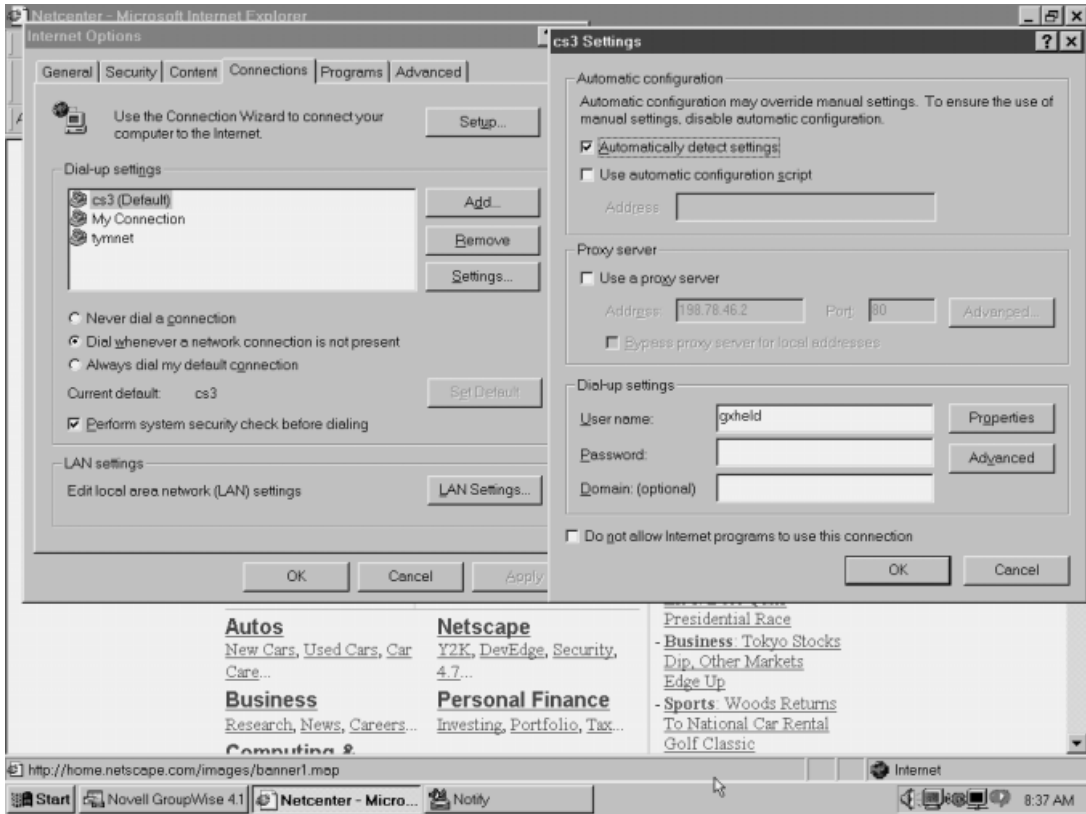 Netcenter - Microsoft Internet Explorer
Internet Options
General Security Content Connections Programs Advanced
Use the Connection Wizard to connect your
computer to the Internet.
Setup...
Dial-up settings
cs3 (Default)
My Connection
tymnet
Add...
Remove
Settings...
Never dial a connection
Dial whenever a network connection is not present
Always dial my default connection
Current default: cs3
Set Default
Perform system security check before dialing
LAN settings
Edit local area network (LAN) settings
LAN Settings...
OK Cancel Apply
cs3 Settings
Automatic configuration
Automatic configuration may override manual settings. To ensure the use of
manual settings, disable automatic configuration.
Automatically detect settings
Use automatic configuration script
Address
Proxy server
Use a proxy server
Address: 198.78.46.2 Port: 80 Advanced...
Bypass proxy server for local addresses
Dial-up settings
User name: gxheld Properties
Password: Advanced
Domain: (optional)
Do not allow Internet programs to use this connection
OK Cancel
Autos
New Cars, Used Cars, Car
Care...
Business
Research, News, Careers...
Computing &
Netscape
Y2K, DevEdge, Security,
4.7...
Personal Finance
Investing, Portfolio, Tax...
Presidential Race
- Business: Tokyo Stocks
Dip, Other Markets
Edge Up
- Sports: Woods Returns
To National Car Rental
Golf Classic
http://home.netscape.com/images/banner1.map
Internet
Start Novell GroupWise 4.1 Netcenter - Micro... Notify 8:37 AM